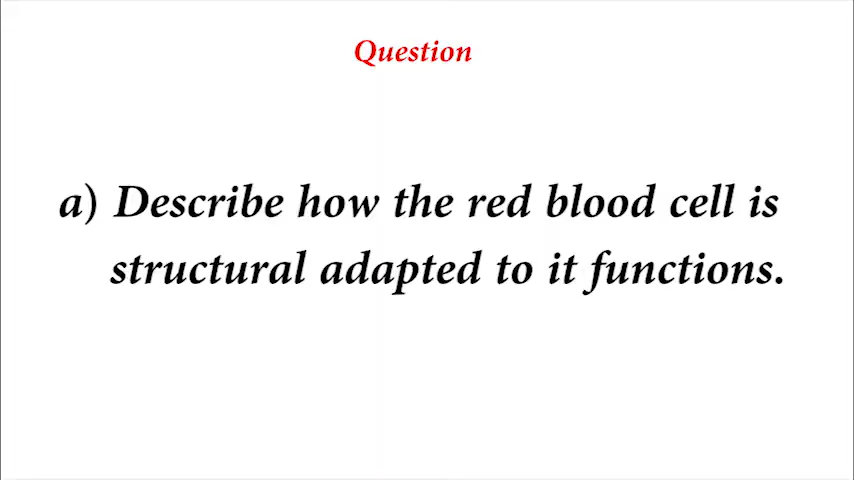 Question
a) Describe how the red blood cell is
structural adapted to it functions.